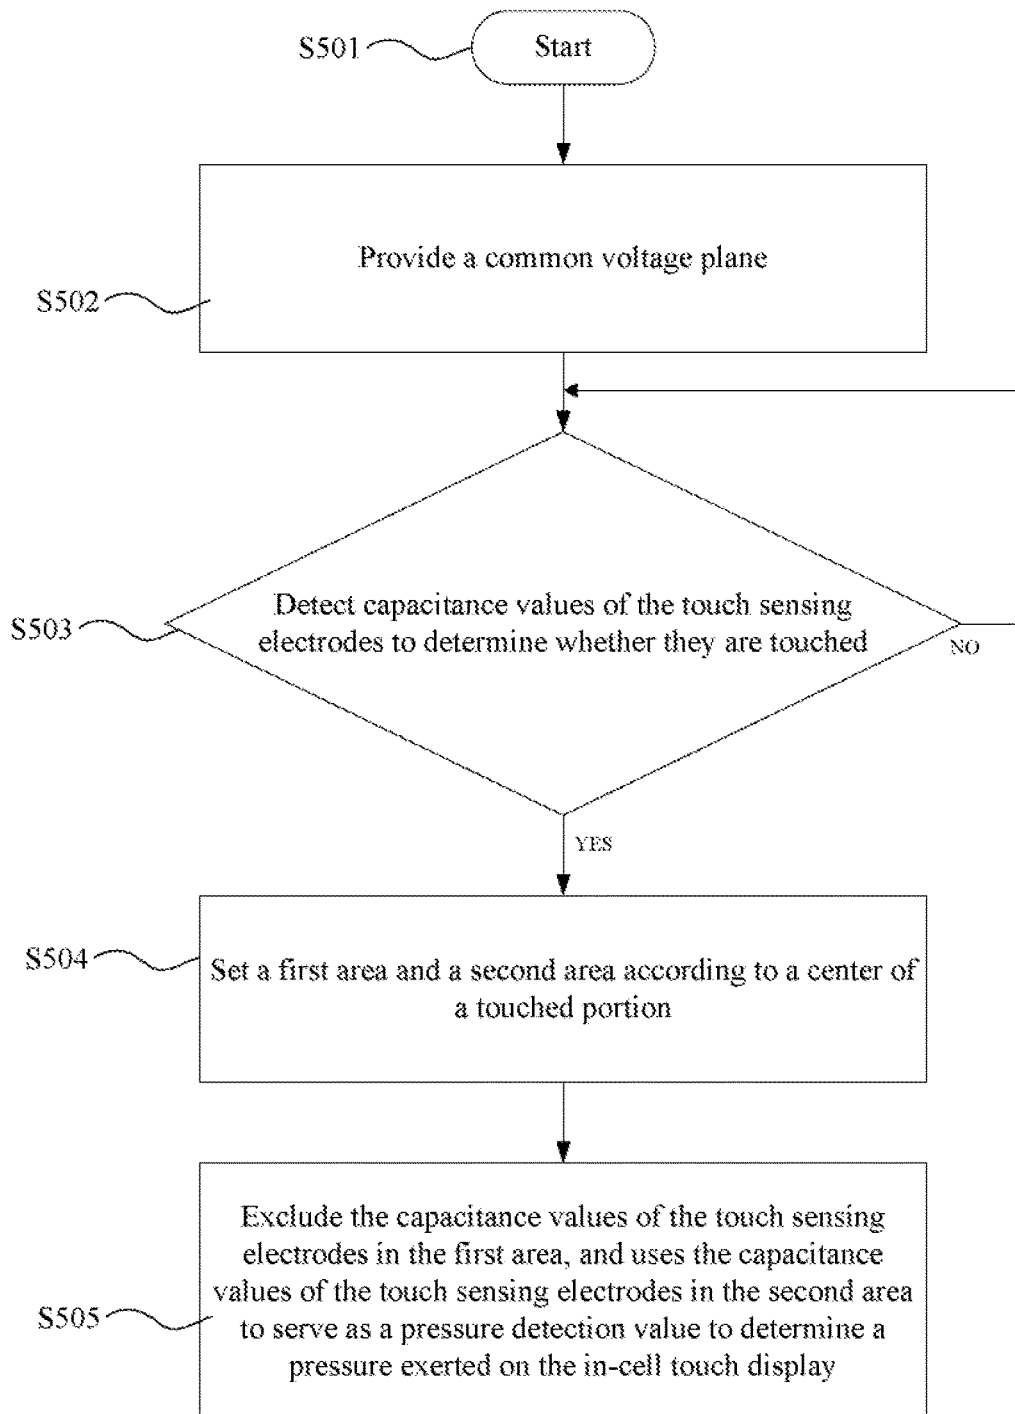 S501
Start
Provide a common voltage plane
S502
Detect capacitance values of the touch sensing
electrodes to determine whether they are touched
S503
NO
YES
S504
Set a first area and a second area according to a center of
a touched portion
Exclude the capacitance values of the touch sensing
electrodes in the first area, and uses the capacitance
values of the touch sensing electrodes in the second area
S505
to serve as a pressure detection value to determine a
pressure exerted on the in-cell touch display